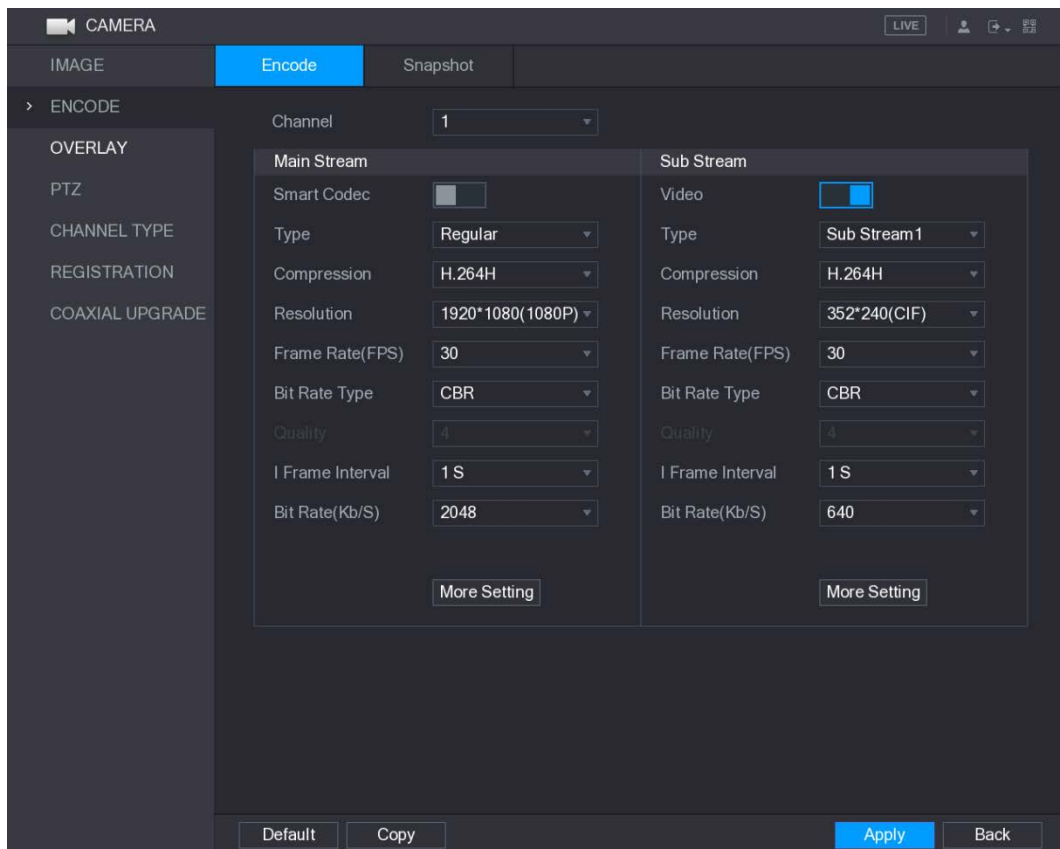 CAMERA LIVE
IMAGE Encode Snapshot
> ENCODE
OVERLAY
PTZ
CHANNEL TYPE
REGISTRATION
COAXIAL UPGRADE
Channel 1
Main Stream
Smart Codec
Type Regular
Compression H.264H
Resolution 1920*1080(1080P)
Frame Rate(FPS) 30
Bit Rate Type CBR
Quality 4
I Frame Interval 1 S
Bit Rate(Kb/S) 2048
More Setting
Sub Stream
Video
Type Sub Stream1
Compression H.264H
Resolution 352*240(CIF)
Frame Rate(FPS) 30
Bit Rate Type CBR
Quality 4
I Frame Interval 1 S
Bit Rate(Kb/S) 640
More Setting
Default Copy Apply Back